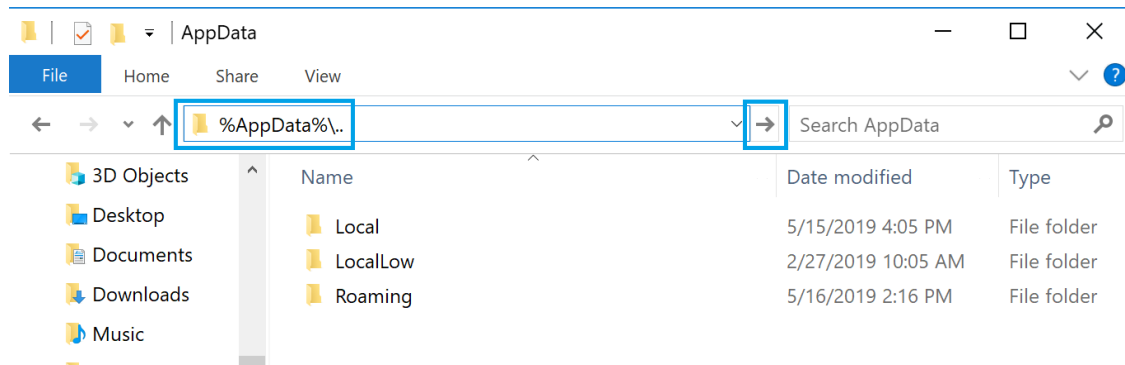 AppData
File Home Share View ?
%AppData%\..
Search AppData
3D Objects
Desktop
Documents
Downloads
Music
Name Date modified Type
Local 5/15/2019 4:05 PM File folder
LocalLow 2/27/2019 10:05 AM File folder
Roaming 5/16/2019 2:16 PM File folder